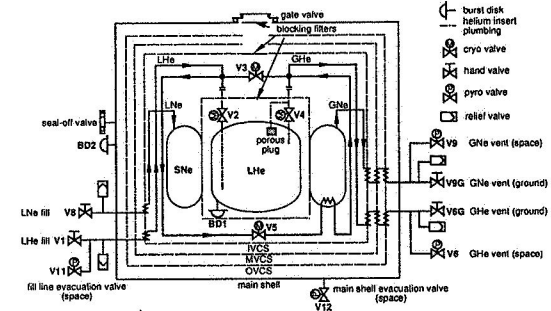 gate valve
blocking filters
LHe
GHe
V3
LNe
V2
V4
GNe
seal-off valve
BD2
porous
plug
SNe
LHe
BD1
LNe fill
V8
LHe fill V1
V11
fill line evacuation valve
(space)
V5
IVCS
MVCS
OVCS
main shell
main shell evacuation valve
(space)
V12
burst disk
helium insert
plumbing
cryo valve
hand valve
pyro valve
relief valve
V9 GNe vent (space)
V9G GNe vent (ground)
V6G GHe vent (ground)
V6 GHe vent (space)